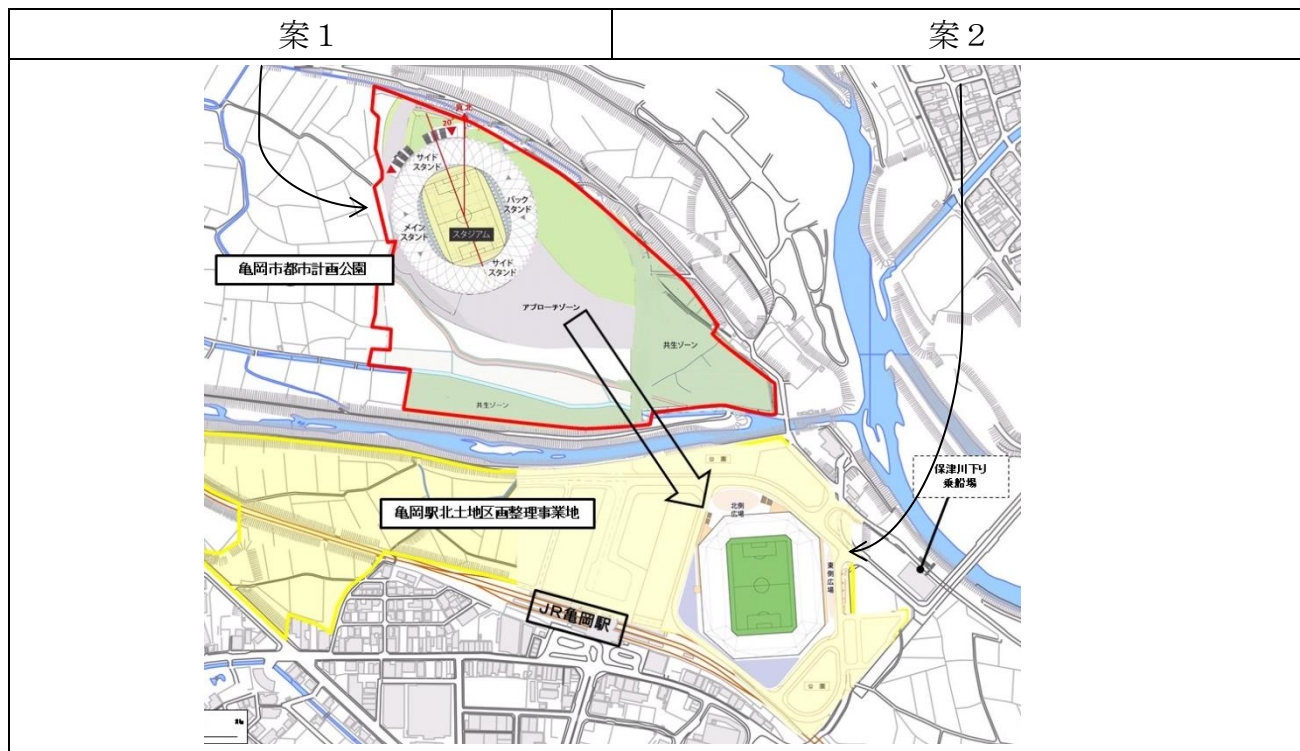 案1
案2
真北
20°
サイド
スタンド
バック
スタンド
メイン
スタンド
スタジアム
サイド
スタンド
亀岡市都市計画公園
アプローチゾーン
共生ゾーン
共生ゾーン
保津川下り
乗船場
公園
亀岡駅北土地区画整理事業地
北側
広場
東側広場
JR亀岡駅
公園